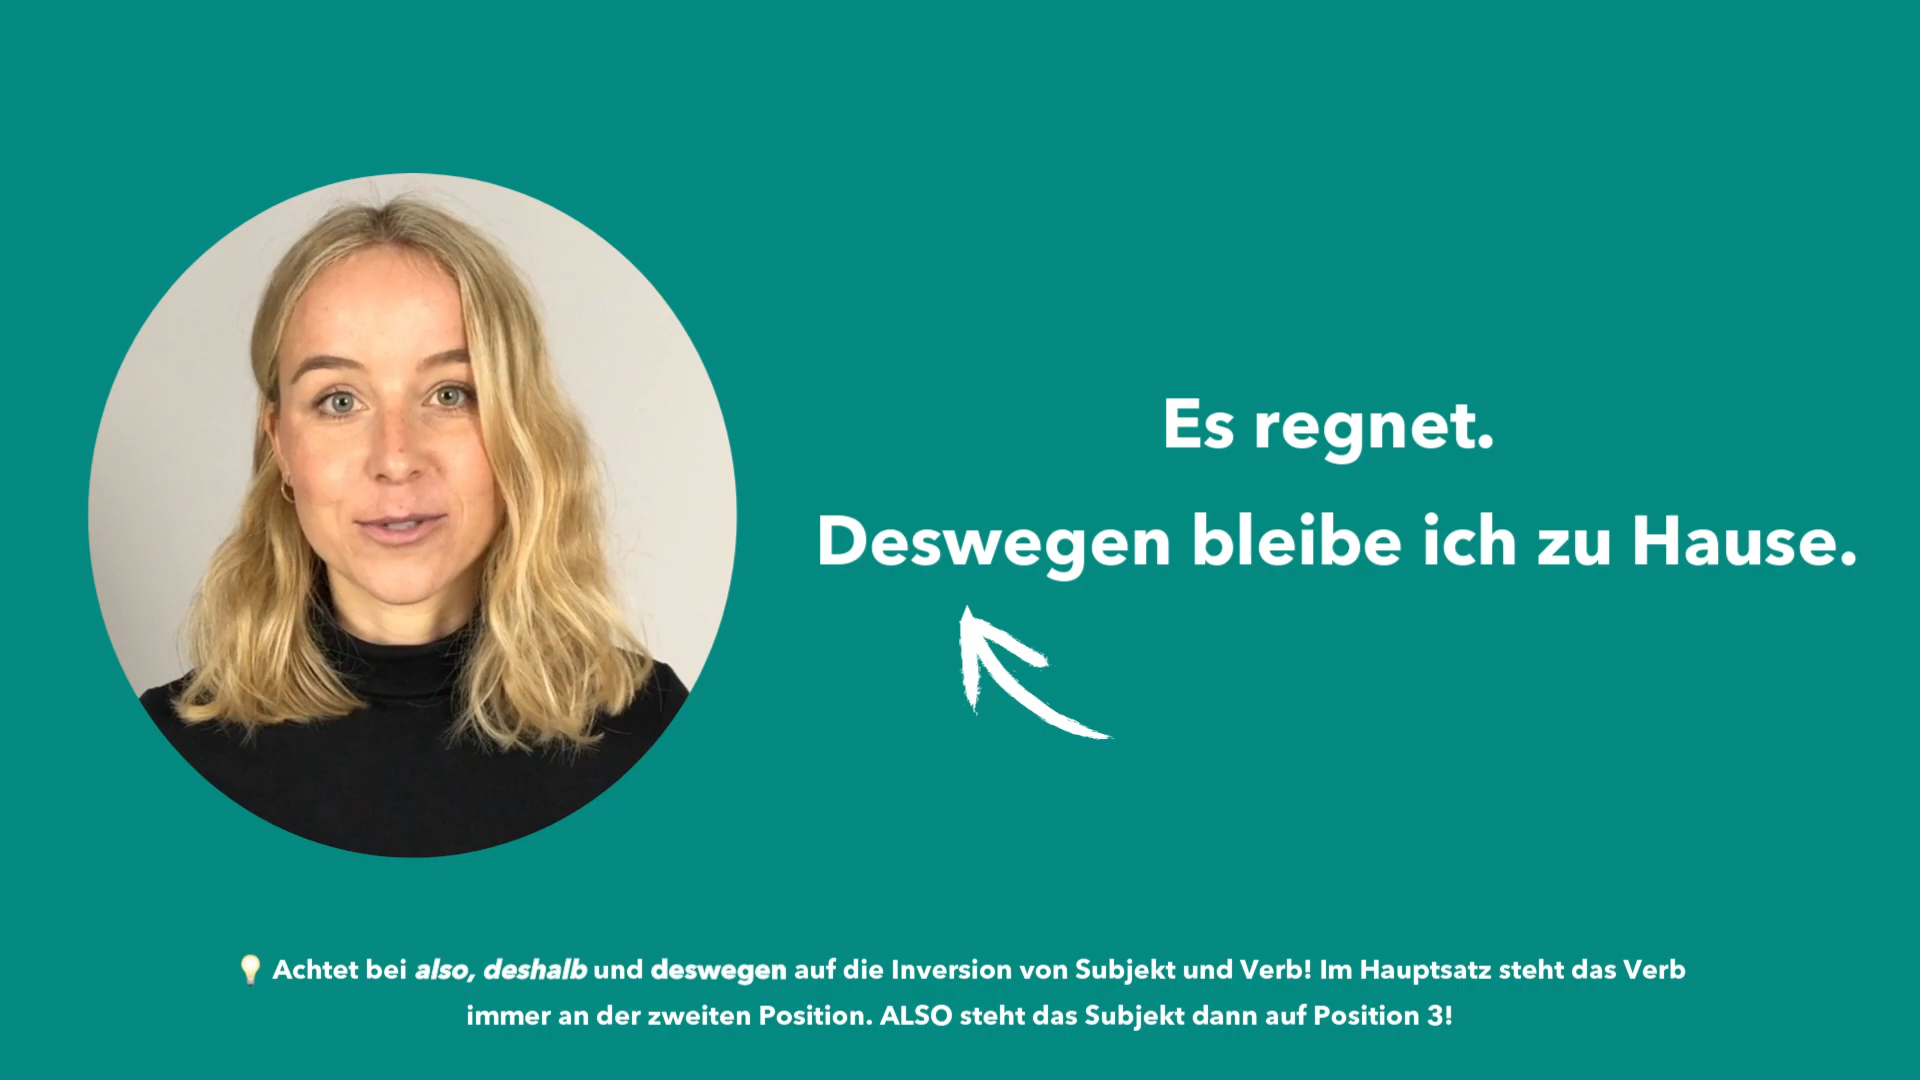 Es regnet.
Deswegen bleibe ich zu Hause.
💡 Achtet bei also, deshalb und deswegen auf die Inversion von Subjekt und Verb! Im Hauptsatz steht das Verb
immer an der zweiten Position. ALSO steht das Subjekt dann auf Position 3!